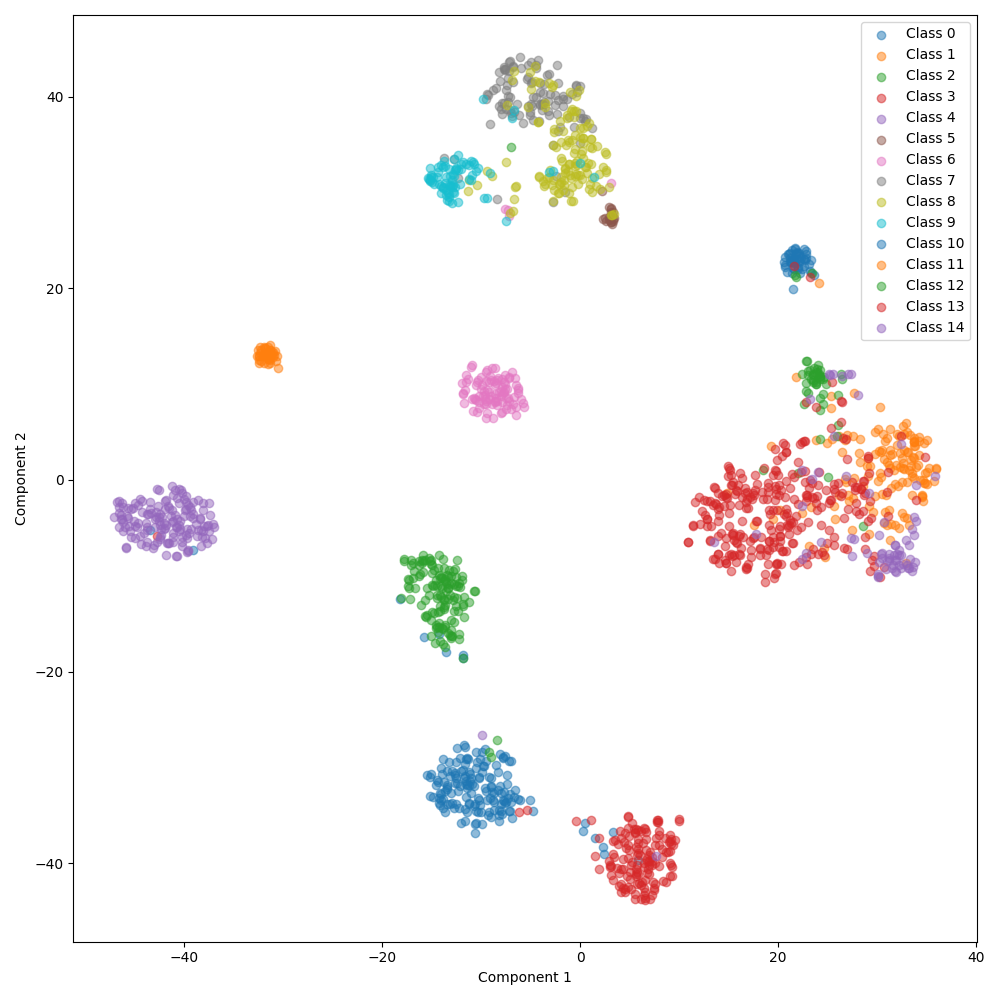 Class 0
Class 1
Class 2
Class 3
Class 4
Class 5
Class 6
Class 7
Class 8
Class 9
Class 10
Class 11
Class 12
Class 13
Class 14
40
20
0
−20
−40
Component 2
−40
−20
0
20
40
Component 1